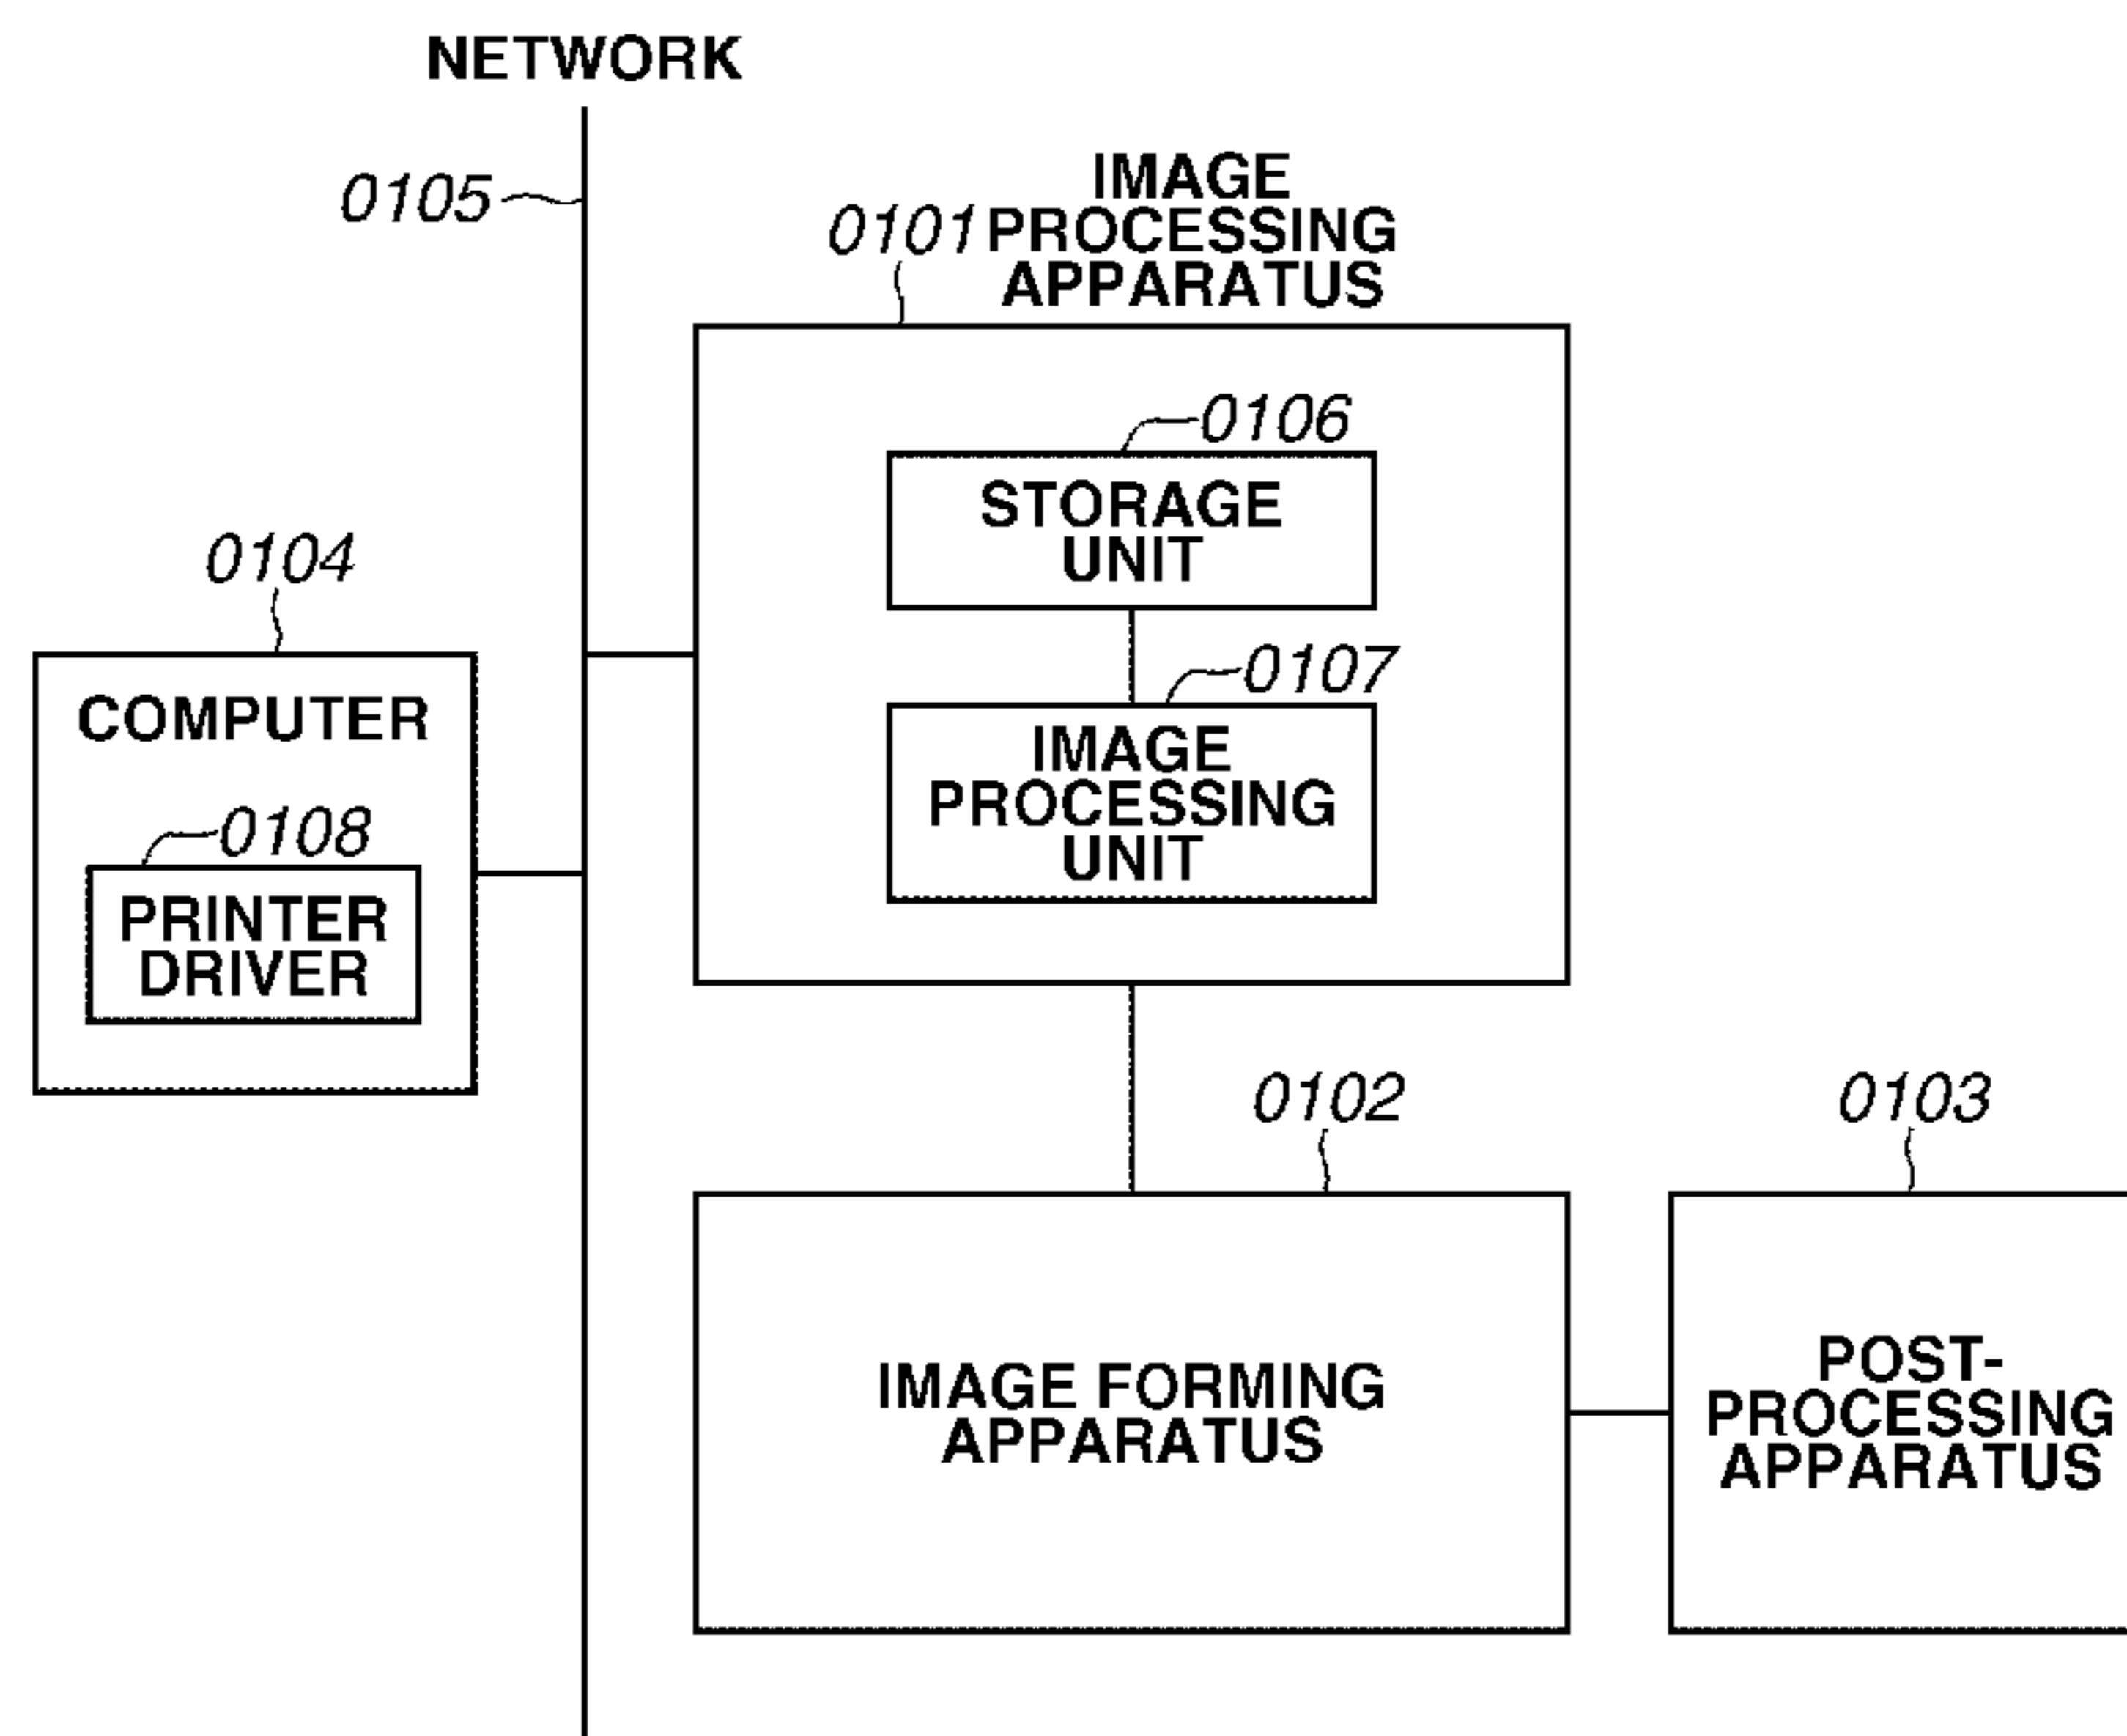 NETWORK
0105
IMAGE
0101 PROCESSING
APPARATUS
0106
STORAGE
UNIT
0104
0107
COMPUTER
IMAGE
PROCESSING
UNIT
0108
PRINTER
DRIVER
0102
0103
IMAGE FORMING
APPARATUS
POST-
PROCESSING
APPARATUS